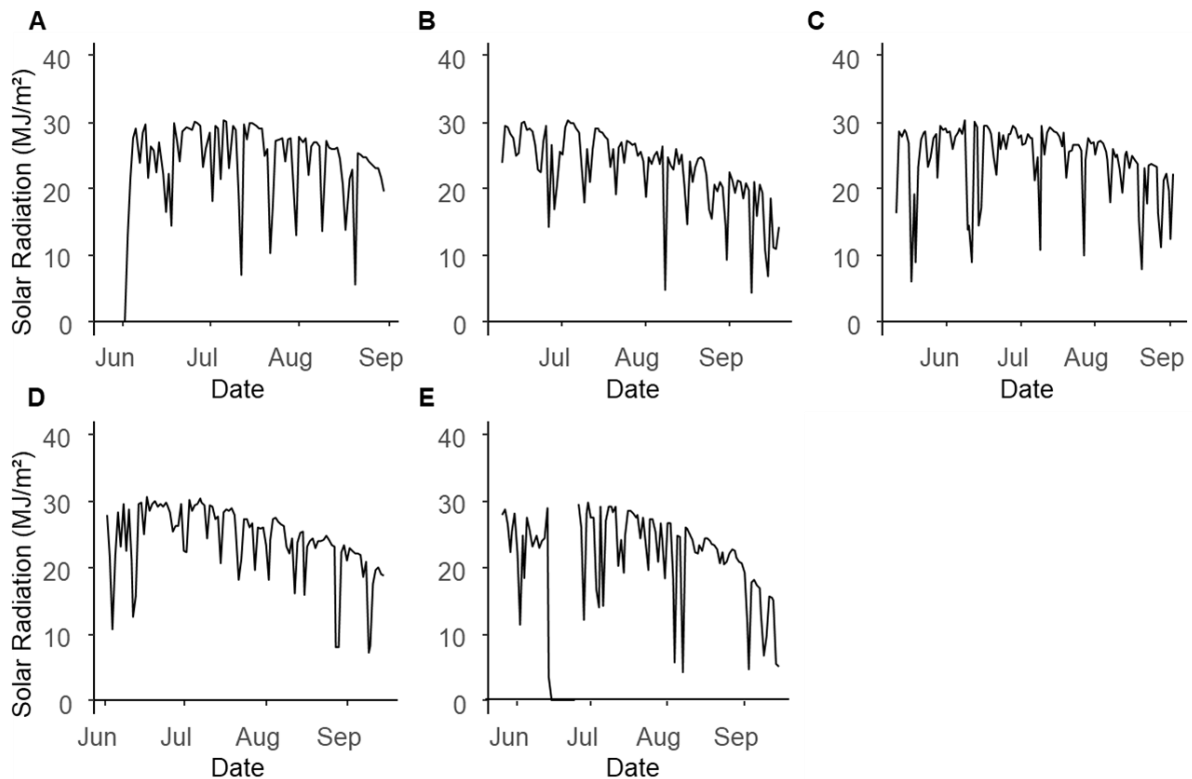 A B C
Solar Radiation (MJ/m²)
40 40 40
30 30 30
20 20 20
10 10 10
0 0 0
Jun Jul Aug Sep Jul Aug Sep Jun Jul Aug Sep
Date Date Date
D E
Solar Radiation (MJ/m²)
40 40
30 30
20 20
10 10
0 0
Jun Jul Aug Sep Jun Jul Aug Sep
Date Date